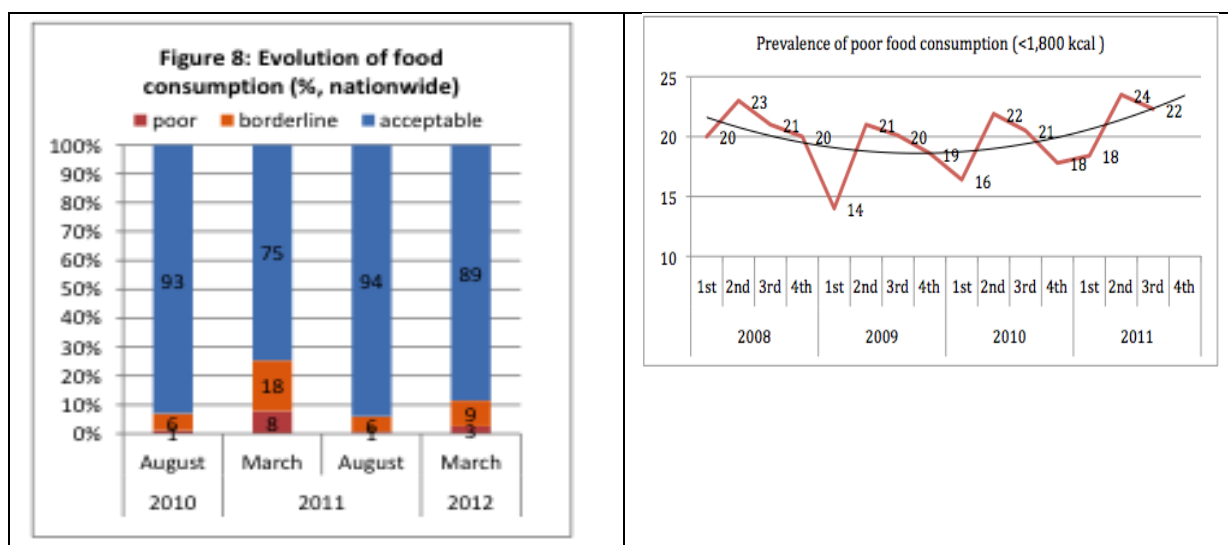 Figure 8: Evolution of food
consumption (%, nationwide)
poor borderline acceptable
100%
90%
80%
70%
60%
50%
40%
30%
20%
10%
0%
93 75 94 89
6 18 6 9
1 8 1 3
August March August March
2010 2011 2012
Prevalence of poor food consumption (<1,800 kcal )
25
20
15
10
20 23 21 20 14 21 20 19 16 22 21 18 18 24 22
1st 2nd 3rd 4th 1st 2nd 3rd 4th 1st 2nd 3rd 4th 1st 2nd 3rd 4th
2008 2009 2010 2011